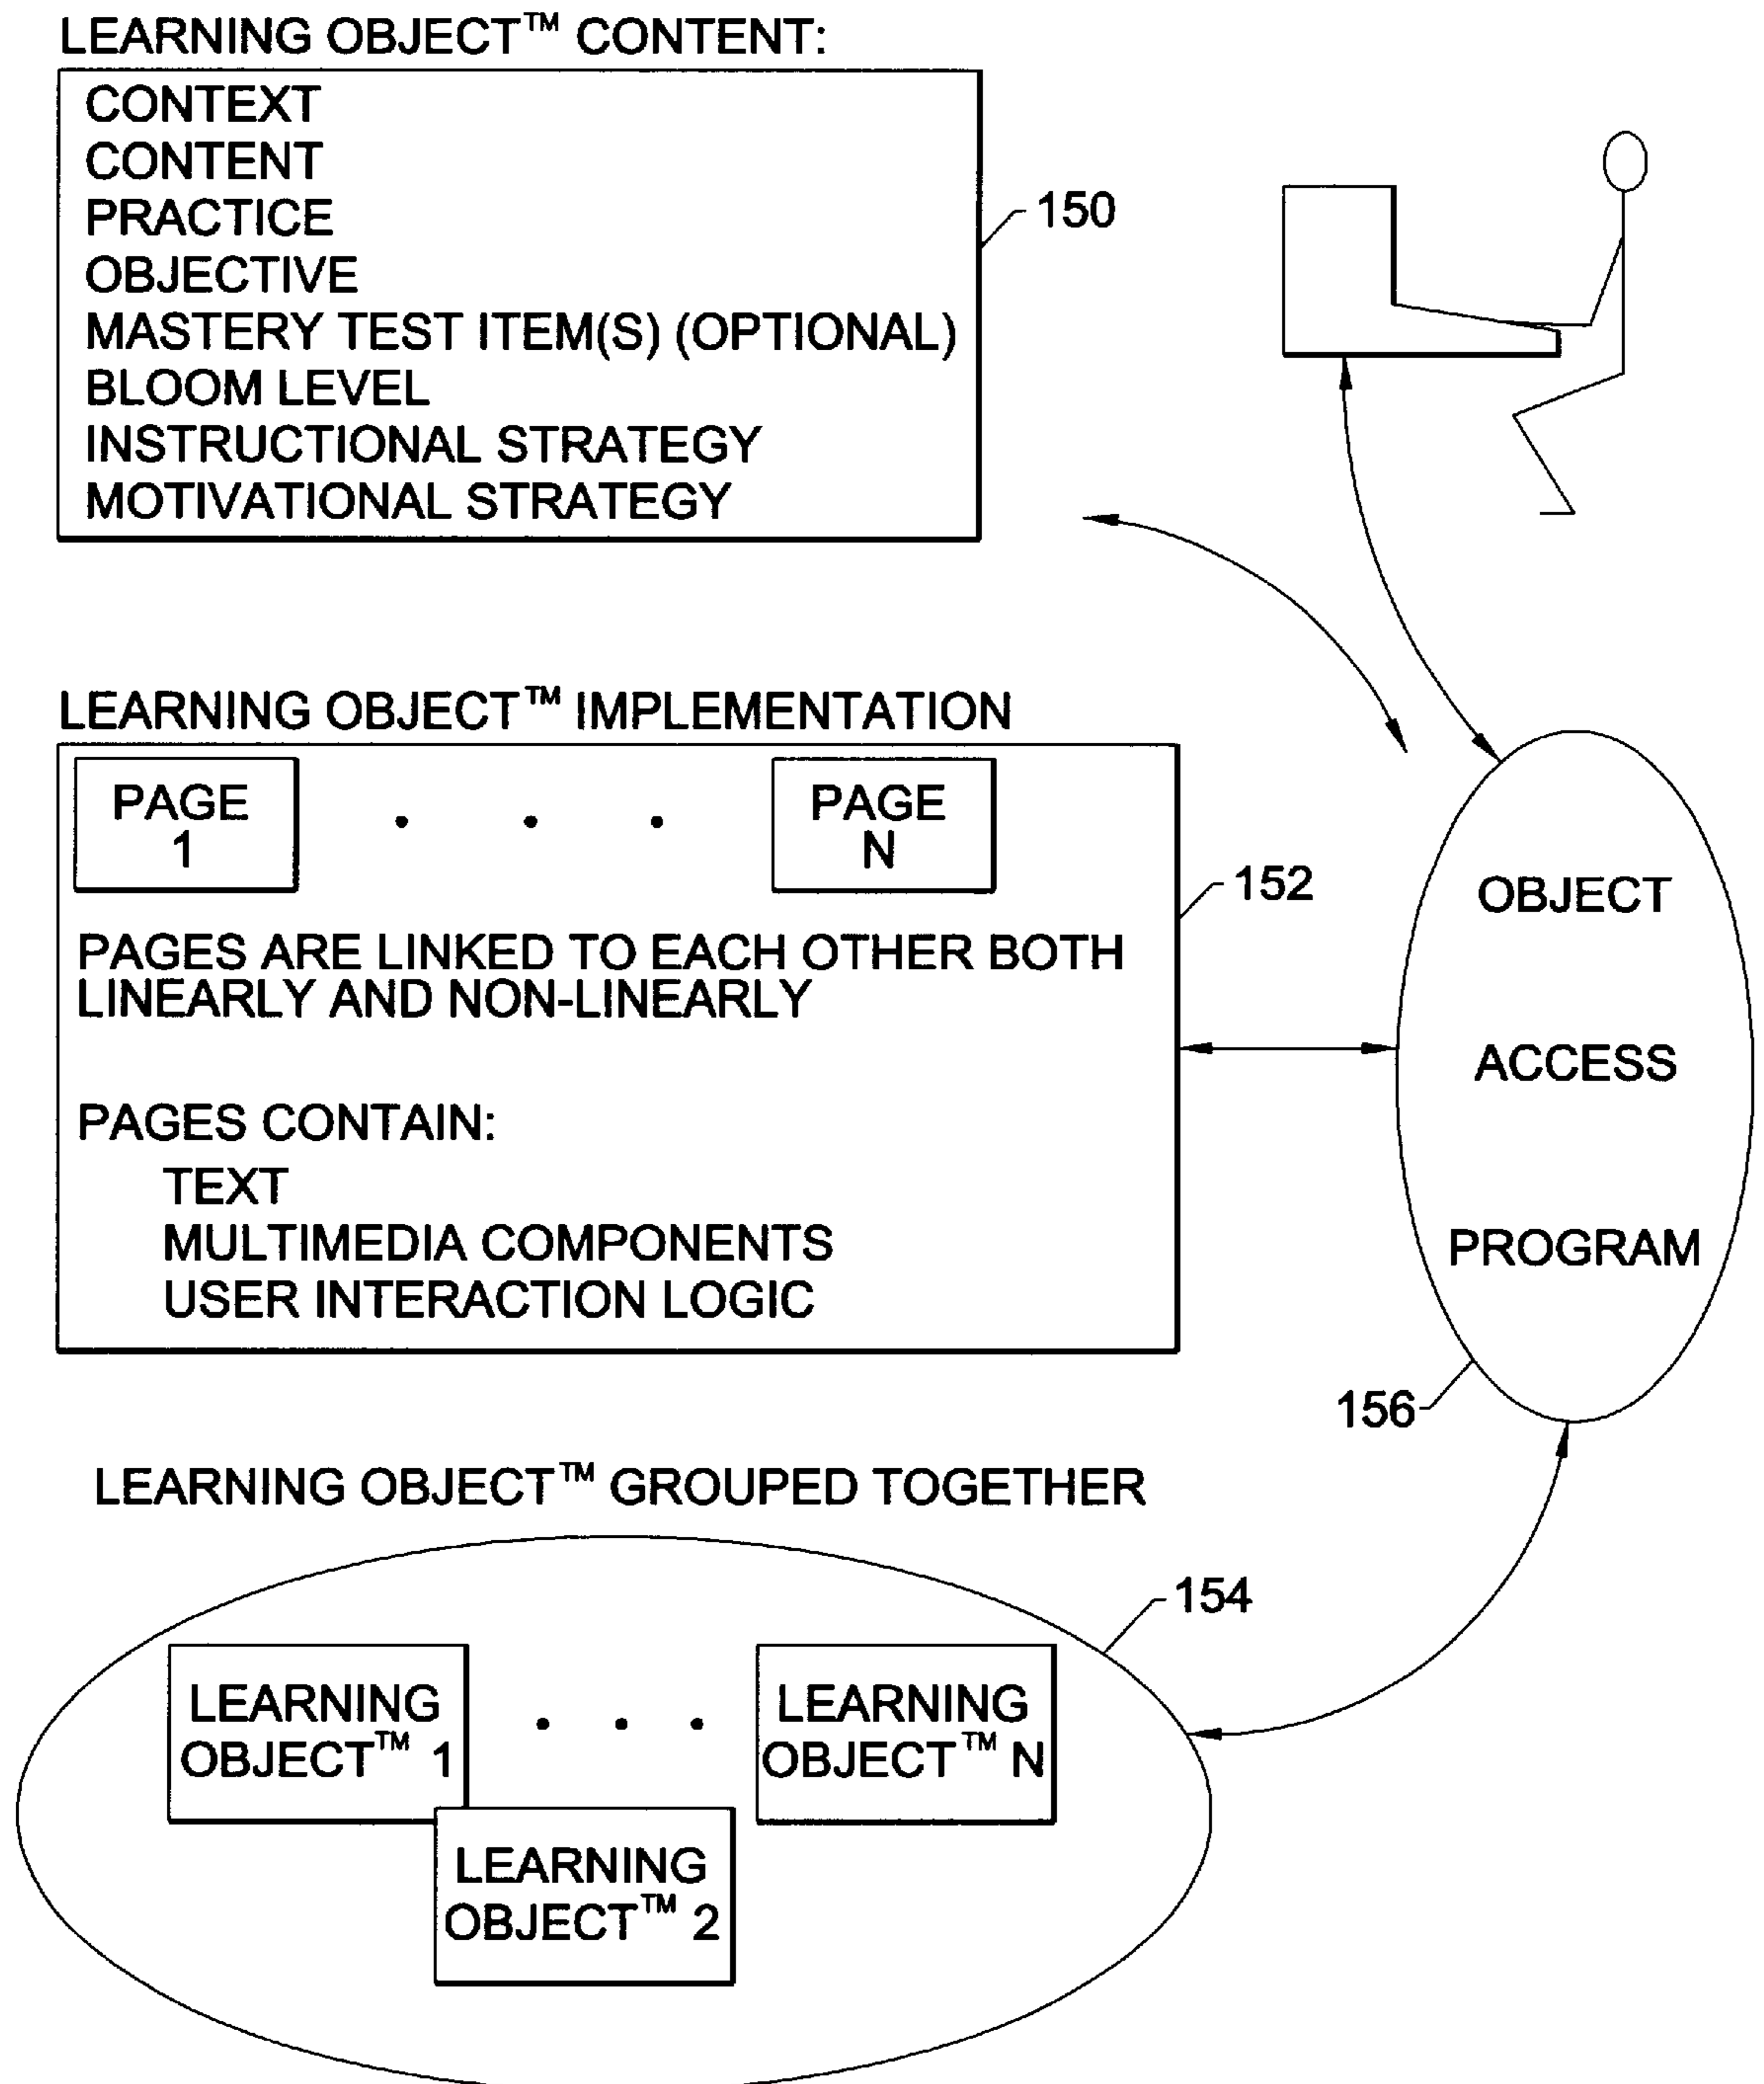 LEARNING OBJECT™ CONTENT:
CONTEXT
CONTENT
PRACTICE
OBJECTIVE
MASTERY TEST ITEM(S) (OPTIONAL)
BLOOM LEVEL
INSTRUCTIONAL STRATEGY
MOTIVATIONAL STRATEGY
150
LEARNING OBJECT™ IMPLEMENTATION
PAGE
1
. . .
PAGE
N
152
PAGES ARE LINKED TO EACH OTHER BOTH
LINEARLY AND NON-LINEARLY
PAGES CONTAIN:
TEXT
MULTIMEDIA COMPONENTS
USER INTERACTION LOGIC
OBJECT
ACCESS
PROGRAM
156
LEARNING OBJECT™ GROUPED TOGETHER
154
LEARNING
OBJECT™ 1
. . .
LEARNING
OBJECT™ N
LEARNING
OBJECT™ 2